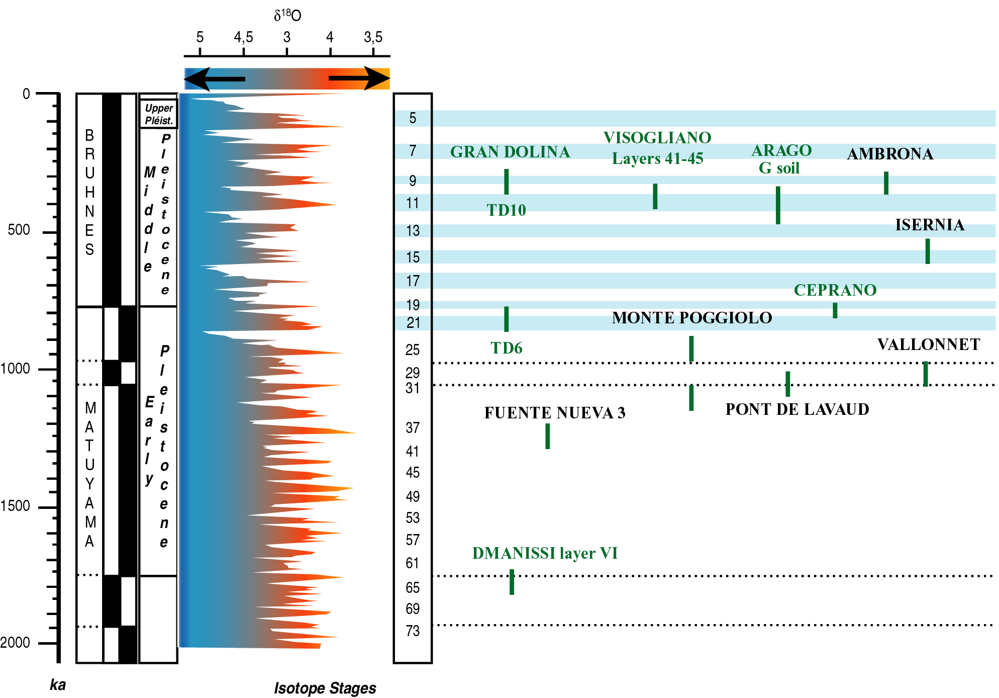 δ18O
5 4,5 3 4 3,5
0
500
1000
1500
2000
ka
BRUHNES
MATUYAMA
Upper
Pléist.
Middle
Pleistocene
Early
Pleistocene
Isotope Stages
5
7
9
11
13
15
17
19
21
25
29
31
37
41
45
49
53
57
61
65
69
73
GRAN DOLINA
TD10
VISOGLIANO
Layers 41-45
ARAGO
G soil
AMBRONA
ISERNIA
CEPRANO
MONTE POGGIOLO
TD6
VALLONNET
PONT DE LAVAUD
FUENTE NUEVA 3
DMANISSI layer VI